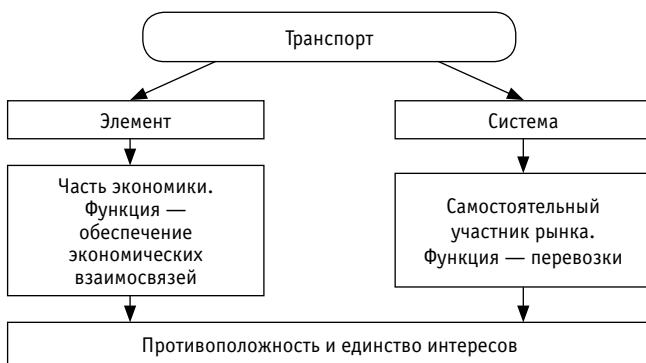 Транспорт
Элемент
Система
Часть экономики.
Функция —
обеспечение
экономических
взаимосвязей
Самостоятельный
участник рынка.
Функция — перевозки
Противоположность и единство интересов